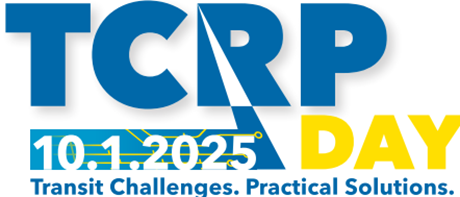 TCRP
10.1.2025 DAY
Transit Challenges. Practical Solutions.